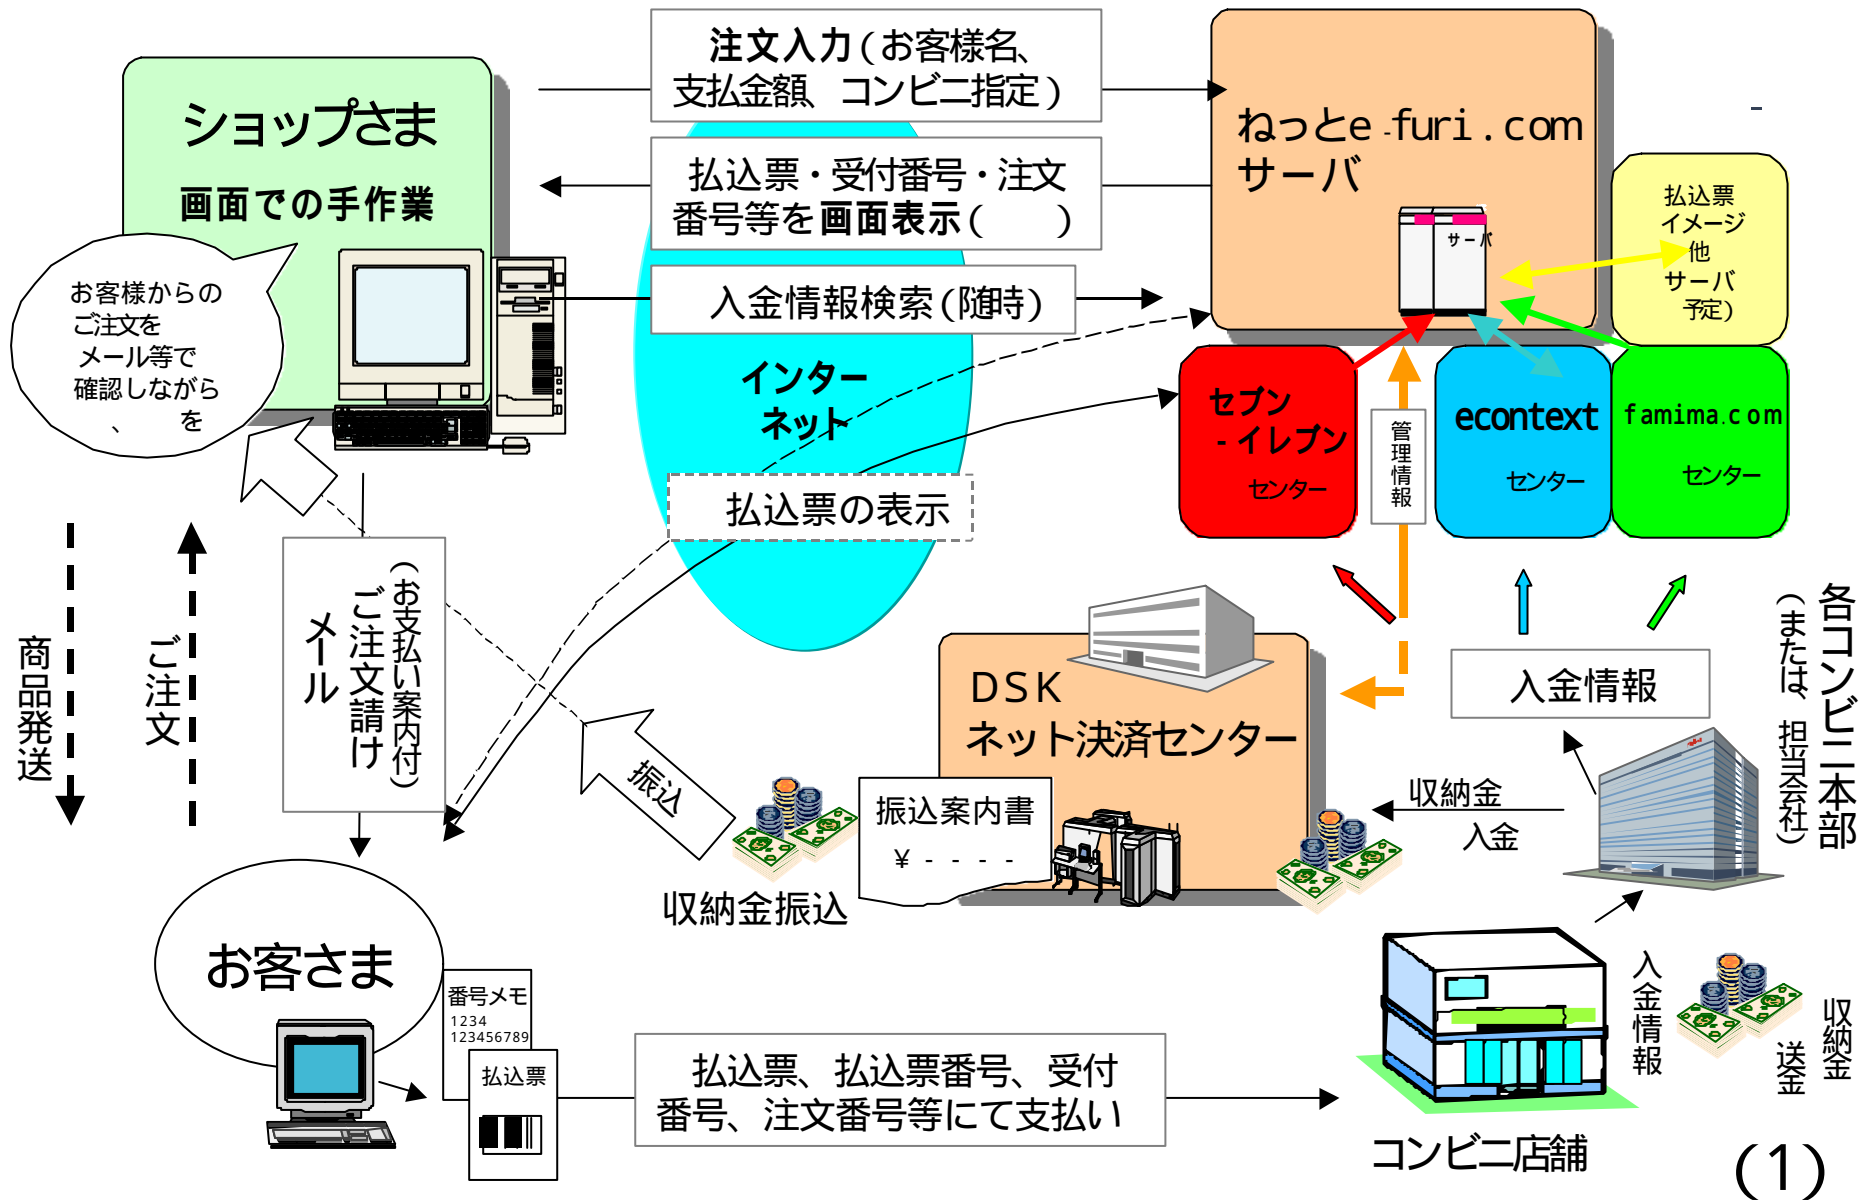 注文入力(お客様名、
支払金額、コンビニ指定)
ショップさま
画面での手作業
払込票・受付番号・注文
番号等を画面表示(　　)
入金情報検索(随時)
ねっとe-furi.com
サーバ
サーバ
払込票
イメージ
他
サーバ
予定)
お客様からの
ご注文を
メール等で
確認しながら
、　　を
インター
ネット
セブン
-イレブン
センター
管理情報
econtext
センター
famima.com
センター
払込票の表示
商品発送
ご注文
(お支払い案内付)
ご注文請け
メール
DSK
ネット決済センター
振込案内書
¥ - - - -
振込
収納金振込
入金情報
各コンビニ本部
(または、担当会社)
収納金
入金
お客さま
番号メモ
1234
123456789
払込票
払込票、払込票番号、受付
番号、注文番号等にて支払い
コンビニ店舗
入金情報
収納金
送金
(1)